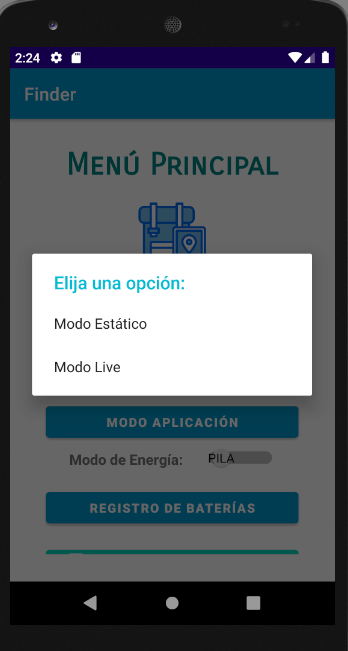 2:24
Finder
Menú Principal
Elija una opción:
Modo Estático
Modo Live
MODO APLICACIÓN
Modo de Energía: PILA
REGISTRO DE BATERÍAS